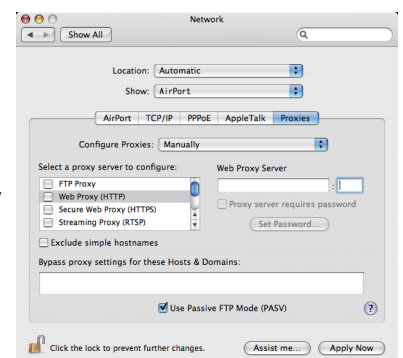 Network
Show All
Location: Automatic
Show: AirPort
AirPort TCP/IP PPPoE AppleTalk Proxies
Configure Proxies: Manually
Select a proxy server to configure:
FTP Proxy
Web Proxy (HTTP)
Secure Web Proxy (HTTPS)
Streaming Proxy (RTSP)
Web Proxy Server
:
Proxy server requires password
Set Password...
Exclude simple hostnames
Bypass proxy settings for these Hosts & Domains:
Use Passive FTP Mode (PASV)
?
Click the lock to prevent further changes.
Assist me...
Apply Now